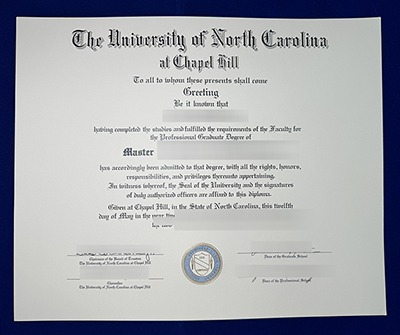 The University of North Carolina
at Chapel Hill
To all to whom these presents shall come
Greeting
Be it known that
having completed the studies and fulfilled the requirements of the Faculty for
the Professional Graduate Degree of
Master
has accordingly been admitted to that degree, with all the rights, honors,
responsibilities, and privileges thereunto appertaining.
In witness whereof, the Seal of the University and the signatures
of duly authorized officers are affixed to this diploma.
Given at Chapel Hill, in the State of North Carolina, this twelfth
day of May in the
Chairman of the Board of Trustees
The University of North Carolina at Chapel Hill
Dean of the Graduate School
Chancellor
The University of North Carolina at Chapel Hill
Dean of the Professional School